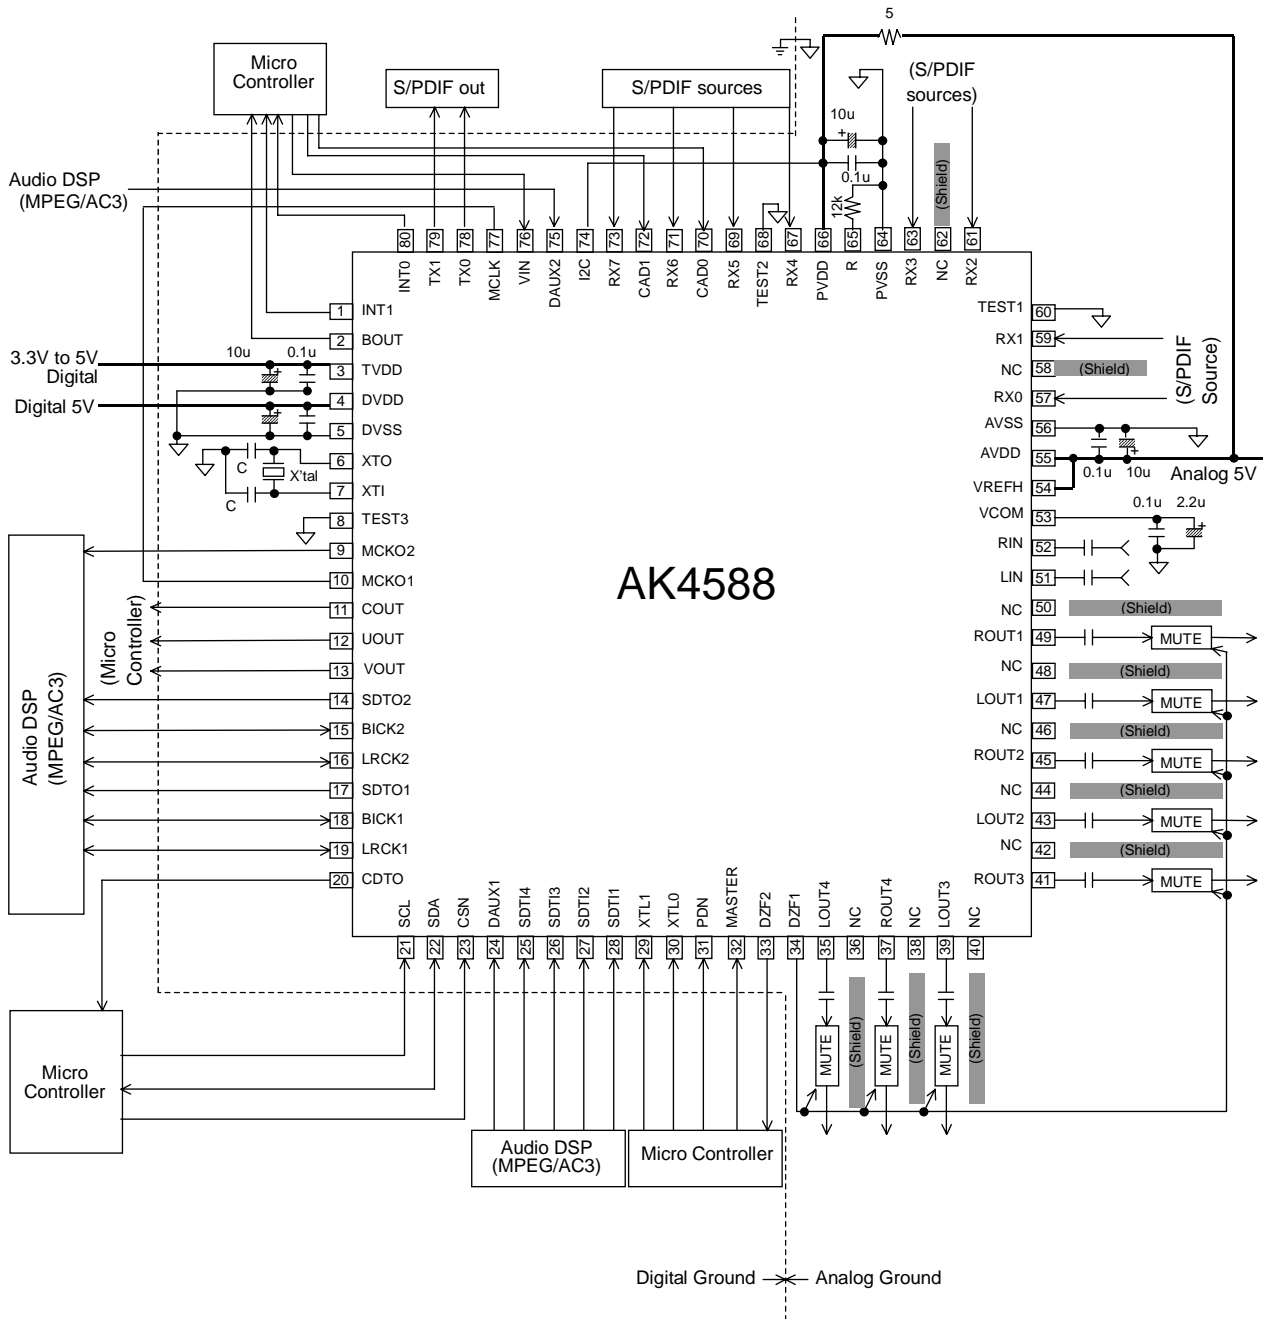 5
Micro
Controller
S/PDIF out
S/PDIF sources
(S/PDIF
sources)
10u
+
0.1u
12k
(Shield)
Audio DSP
(MPEG/AC3)
80 79 78 77 76 75 74 73 72 71 70 69 68 67 66 65 64 63 62 61
INT0 TX1 TX0 MCLK VIN DAUX2 I2C RX7 CAD1 RX6 CAD0 RX5 TEST2 RX4 PVDD R PVSS RX3 NC RX2
1 INT1
2 BOUT
3.3V to 5V
Digital
10u + 0.1u
3 TVDD
Digital 5V
+
4 DVDD
5 DVSS
6 XTO
C
X'tal
C
7 XTI
8 TEST3
9 MCKO2
10 MCKO1
11 COUT
12 UOUT
13 VOUT
(Micro
Controller)
14 SDTO2
15 BICK2
16 LRCK2
17 SDTO1
18 BICK1
19 LRCK1
20 CDTO
Audio DSP
(MPEG/AC3)
AK4588
TEST1 60
RX1 59
NC 58 (Shield)
RX0 57
(S/PDIF
Source)
AVSS 56
AVDD 55
0.1u 10u +
Analog 5V
VREFH 54
VCOM 53
0.1u 2.2u
+
RIN 52
LIN 51
NC 50 (Shield)
ROUT1 49 MUTE
NC 48 (Shield)
LOUT1 47 MUTE
NC 46 (Shield)
ROUT2 45 MUTE
NC 44 (Shield)
LOUT2 43 MUTE
NC 42 (Shield)
ROUT3 41 MUTE
SCL SDA CSN DAUX1 SDTI4 SDTI3 SDTI2 SDTI1 XTL1 XTL0 PDN MASTER DZF2 DZF1 LOUT4 NC ROUT4 NC LOUT3 NC
21 22 23 24 25 26 27 28 29 30 31 32 33 34 35 36 37 38 39 40
MUTE (Shield) MUTE (Shield) MUTE (Shield)
Micro
Controller
Audio DSP
(MPEG/AC3)
Micro Controller
Digital Ground Analog Ground